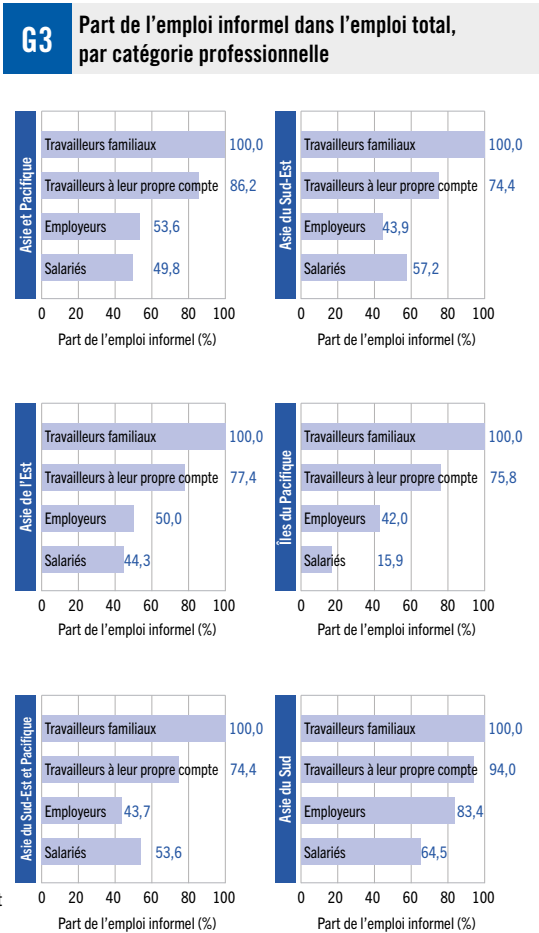 G3
Part de l’emploi informel dans l’emploi total,
par catégorie professionnelle
Asie et Pacifique
Travailleurs familiaux 100,0
Travailleurs à leur propre compte 86,2
Employeurs 53,6
Salariés 49,8
0 20 40 60 80 100
Part de l’emploi informel (%)
Asie du Sud-Est
Travailleurs familiaux 100,0
Travailleurs à leur propre compte 74,4
Employeurs 43,9
Salariés 57,2
0 20 40 60 80 100
Part de l’emploi informel (%)
Asie de l’Est
Travailleurs familiaux 100,0
Travailleurs à leur propre compte 77,4
Employeurs 50,0
Salariés 44,3
0 20 40 60 80 100
Part de l’emploi informel (%)
Îles du Pacifique
Travailleurs familiaux 100,0
Travailleurs à leur propre compte 75,8
Employeurs 42,0
Salariés 15,9
0 20 40 60 80 100
Part de l’emploi informel (%)
Asie du Sud-Est et Pacifique
Travailleurs familiaux 100,0
Travailleurs à leur propre compte 74,4
Employeurs 43,7
Salariés 53,6
0 20 40 60 80 100
Part de l’emploi informel (%)
Asie du Sud
Travailleurs familiaux 100,0
Travailleurs à leur propre compte 94,0
Employeurs 83,4
Salariés 64,5
0 20 40 60 80 100
Part de l’emploi informel (%)